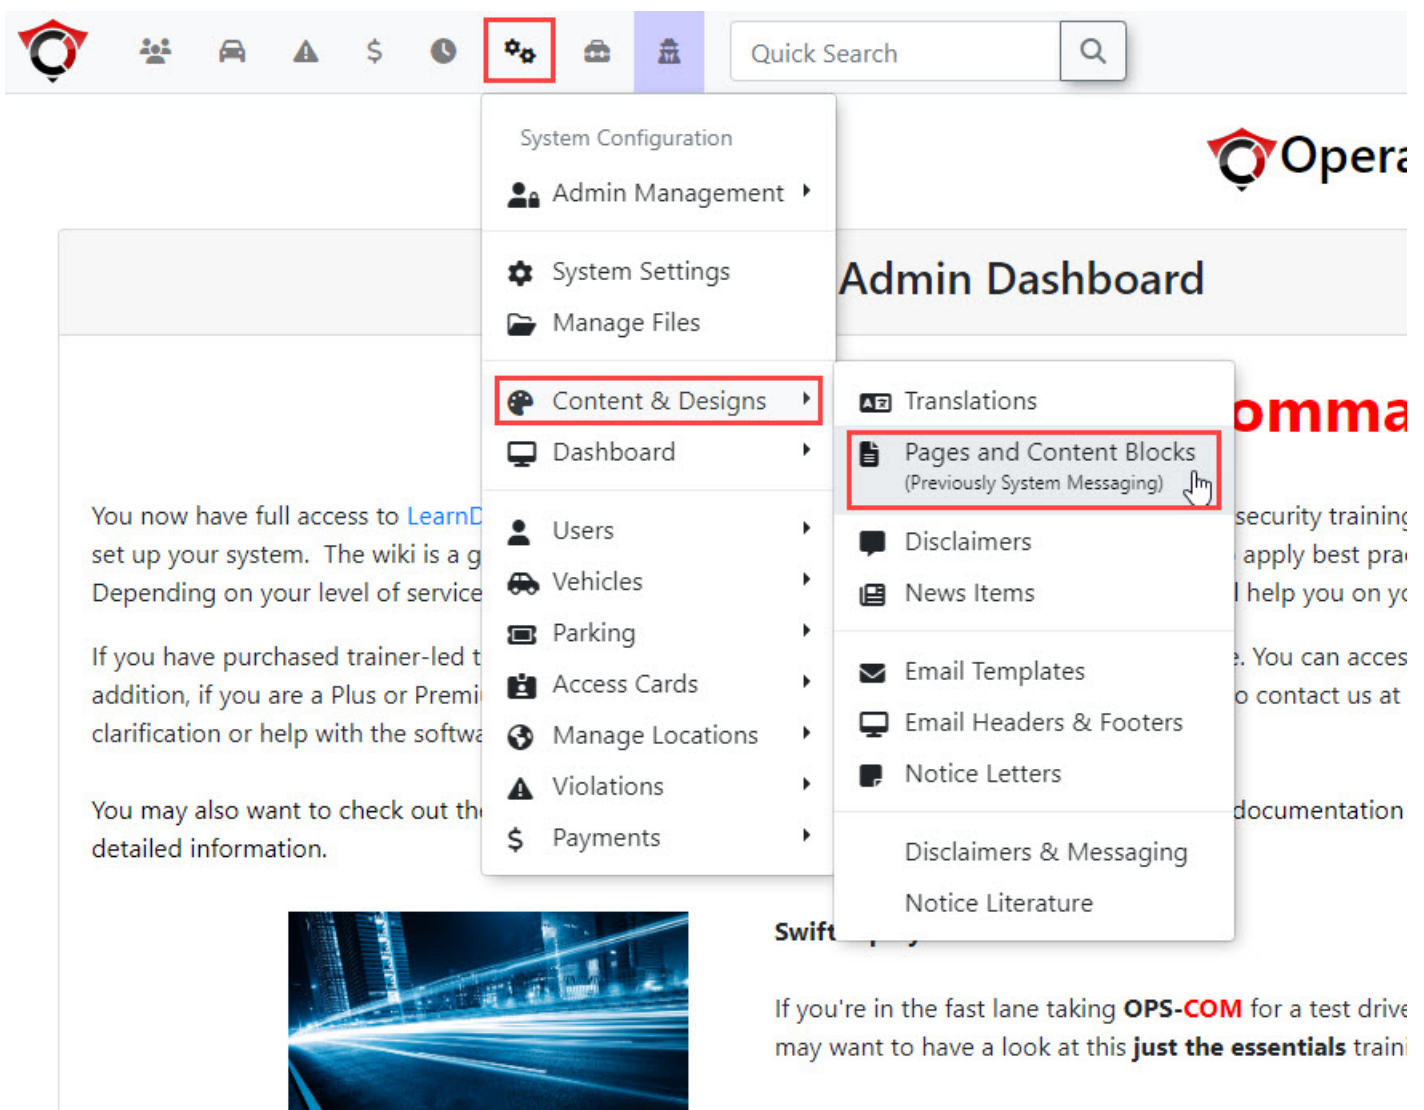 Quick Search
System Configuration
Admin Management
System Settings
Manage Files
Content & Designs
Dashboard
Users
Vehicles
Parking
Access Cards
Manage Locations
Violations
Payments
Translations
Pages and Content Blocks
(Previously System Messaging)
Disclaimers
News Items
Email Templates
Email Headers & Footers
Notice Letters
Disclaimers & Messaging
Notice Literature
Opera
Admin Dashboard
omma
You now have full access to LearnD security training
set up your system. The wiki is a g apply best prac
Depending on your level of service help you on yo
If you have purchased trainer-led t e. You can acces
addition, if you are a Plus or Premi o contact us at
clarification or help with the softwa
You may also want to check out the documentation
detailed information.
Swift
If you're in the fast lane taking OPS-COM for a test drive
may want to have a look at this just the essentials traini